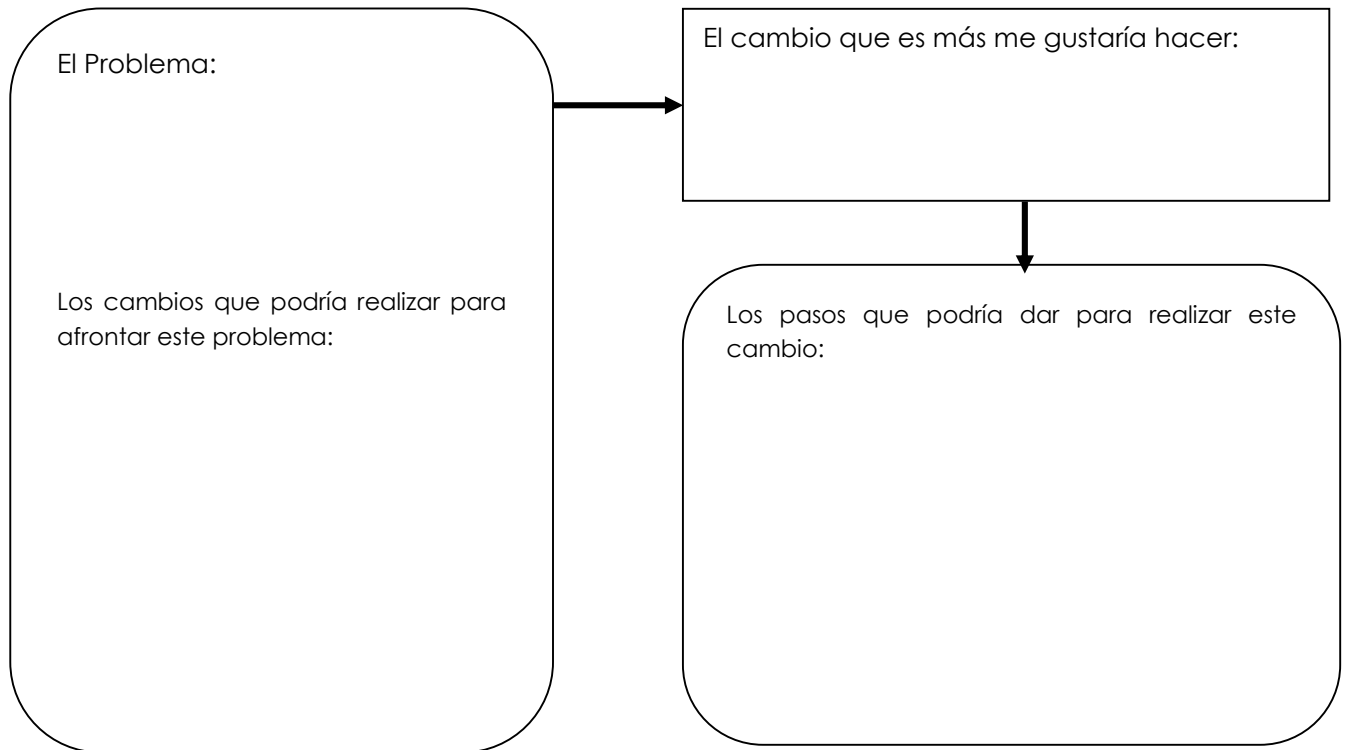 El Problema:
Los cambios que podría realizar para
afrontar este problema:
El cambio que es más me gustaría hacer:
Los pasos que podría dar para realizar este
cambio: